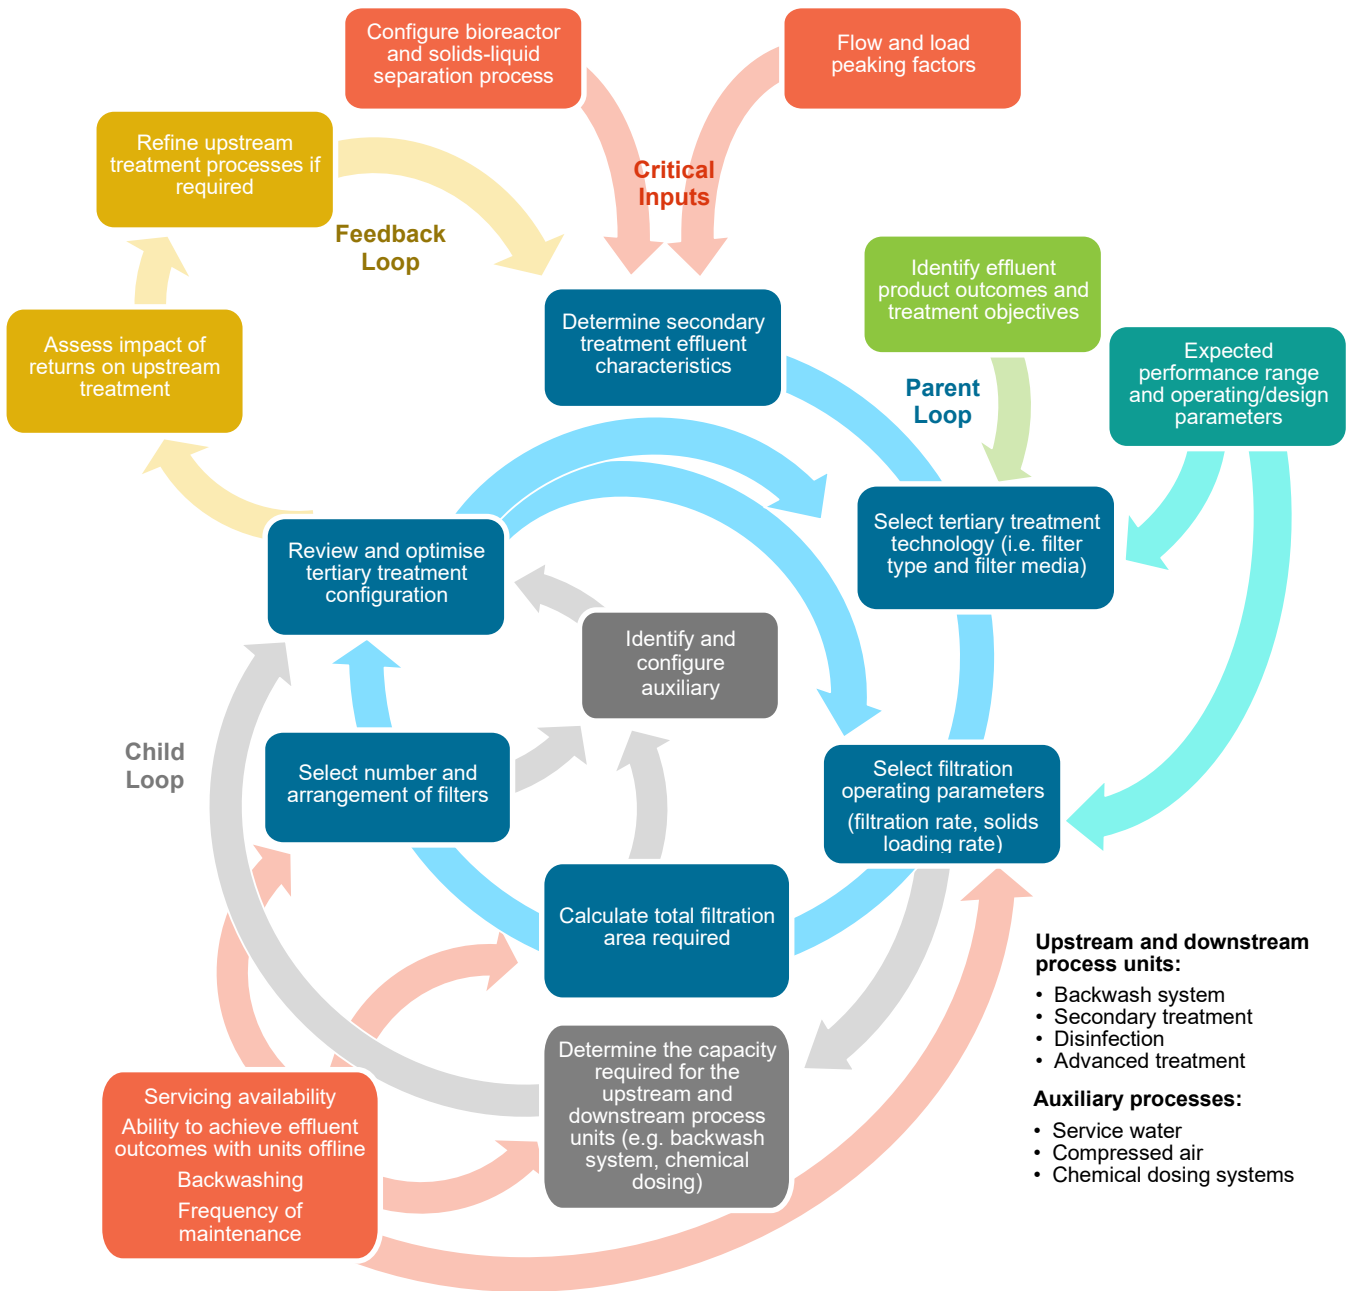 Configure bioreactor
and solids-liquid
separation process
Flow and load
peaking factors
Refine upstream
treatment processes if
required
Critical
Inputs
Feedback
Loop
Identify effluent
product outcomes and
treatment objectives
Assess impact of
returns on upstream
treatment
Determine secondary
treatment effluent
characteristics
Expected
performance range
and operating/design
parameters
Parent
Loop
Select tertiary treatment
technology (i.e. filter
type and filter media)
Review and optimise
tertiary treatment
configuration
Identify and
configure
auxiliary
Child
Loop
Select number and
arrangement of filters
Select filtration
operating parameters
(filtration rate, solids
loading rate)
Calculate total filtration
area required
Upstream and downstream
process units:
• Backwash system
• Secondary treatment
• Disinfection
• Advanced treatment
Auxiliary processes:
• Service water
• Compressed air
• Chemical dosing systems
Determine the capacity
required for the
upstream and
downstream process
units (e.g. backwash
system, chemical
dosing)
Servicing availability
Ability to achieve effluent
outcomes with units offline
Backwashing
Frequency of
maintenance